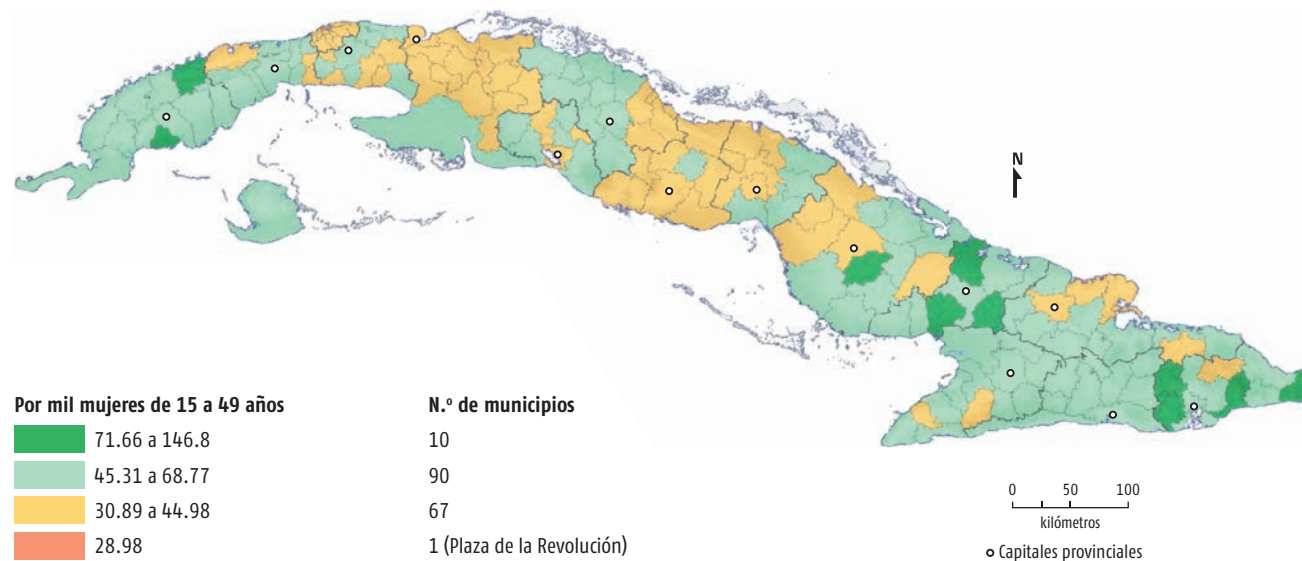 N
Por mil mujeres de 15 a 49 años N.º de municipios
71.66 a 146.8 10
45.31 a 68.77 90
30.89 a 44.98 67
28.98 1 (Plaza de la Revolución)
0 50 100
kilómetros
Capitales provinciales